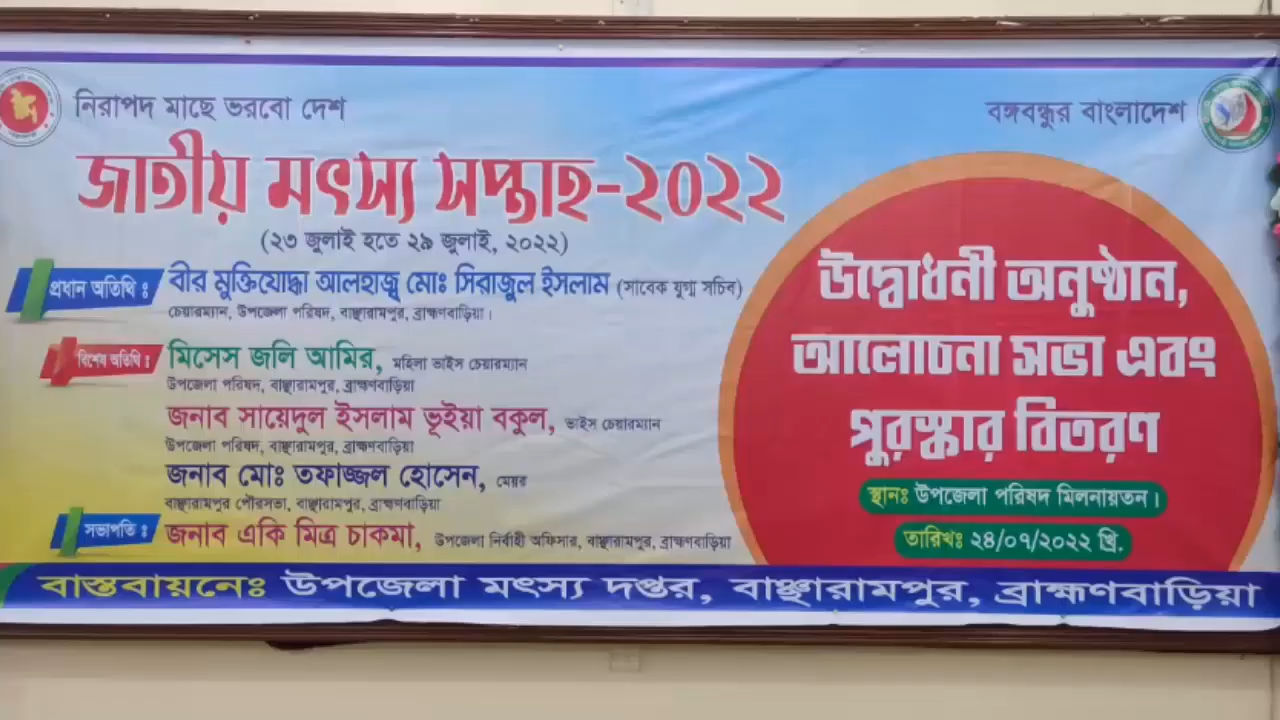 নিরাপদ মাছে ভরবো দেশ
বঙ্গবন্ধুর বাংলাদেশ
জাতীয় মৎস্য সপ্তাহ-২০২২
(২৩ জুলাই হতে ২৯ জুলাই, ২০২২)
প্রধান অতিথি : বীর মুক্তিযোদ্ধা আলহাজ্ব মোঃ সিরাজুল ইসলাম (সাবেক যুগ্ম সচিব)
চেয়ারম্যান, উপজেলা পরিষদ, বাঞ্ছারামপুর, ব্রাহ্মণবাড়িয়া।
বিশেষ অতিথি : মিসেস জলি আমির, মহিলা ভাইস চেয়ারম্যান
উপজেলা পরিষদ, বাঞ্ছারামপুর, ব্রাহ্মণবাড়িয়া
জনাব সায়েদুল ইসলাম ভূইয়া বকুল, ভাইস চেয়ারম্যান
উপজেলা পরিষদ, বাঞ্ছারামপুর, ব্রাহ্মণবাড়িয়া
জনাব মোঃ তফাজ্জল হোসেন, মেয়র
বাঞ্ছারামপুর পৌরসভা, বাঞ্ছারামপুর, ব্রাহ্মণবাড়িয়া
সভাপতি : জনাব একি মিত্র চাকমা, উপজেলা নির্বাহী অফিসার, বাঞ্ছারামপুর, ব্রাহ্মণবাড়িয়া
উদ্বোধনী অনুষ্ঠান,
আলোচনা সভা এবং
পুরস্কার বিতরণ
স্থানঃ উপজেলা পরিষদ মিলনায়তন।
তারিখঃ ২৪/০৭/২০২২ খ্রি.
বাস্তবায়নেঃ উপজেলা মৎস্য দপ্তর, বাঞ্ছারামপুর, ব্রাহ্মণবাড়িয়া